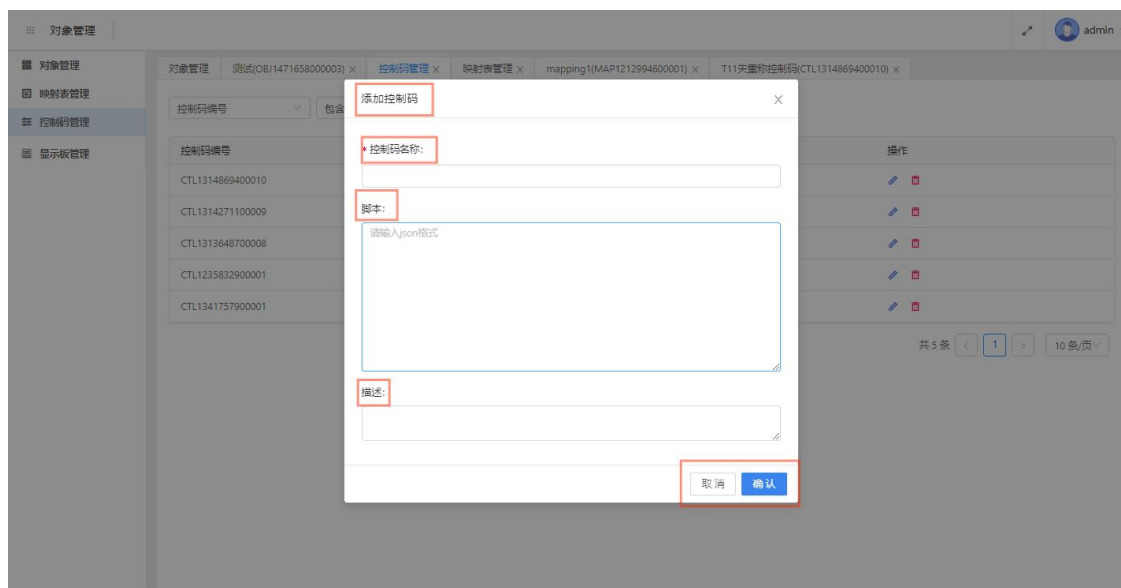 对象管理
admin
对象管理
映射表管理
控制码管理
显示板管理
对象管理 测试(OBJ1471658000003) × 控制码管理 × 映射表管理 × mapping1(MAP1212994600001) × T11失重称控制码(CTL1314869400010) ×
控制码编号 包含
添加控制码
控制码编号
操作
* 控制码名称:
CTL1314869400010
CTL1314271100009
脚本:
请输入json格式
CTL1313648700008
CTL1235832900001
CTL1341757900001
共 5 条 < 1 > 10 条/页
描述:
取 消 确 认